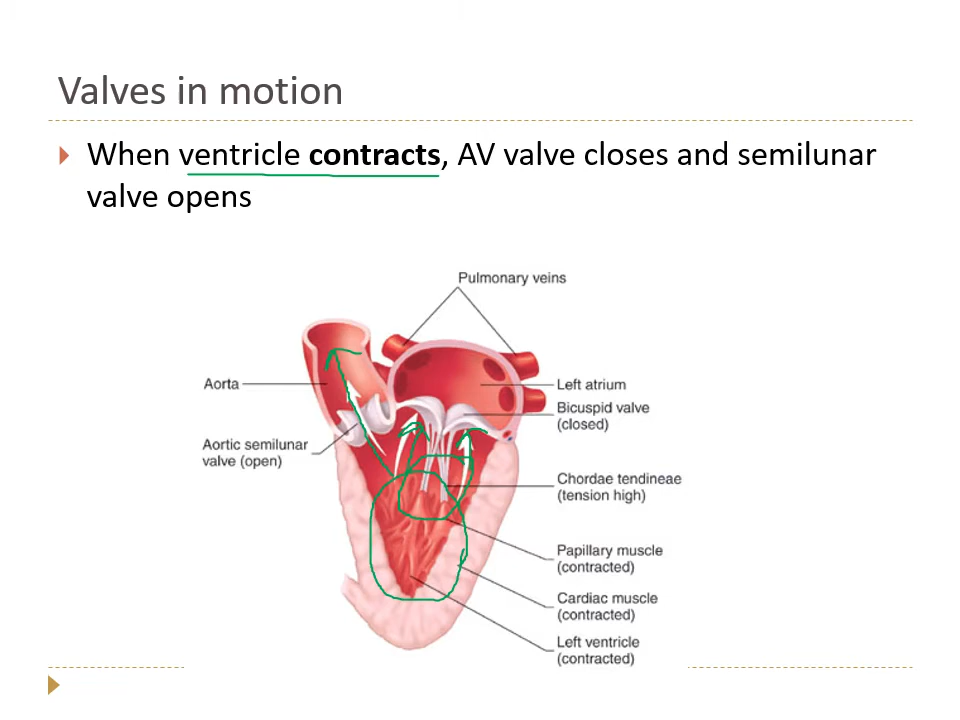 Valves in motion
When ventricle contracts, AV valve closes and semilunar
valve opens
Pulmonary veins
Aorta
Left atrium
Bicuspid valve
(closed)
Aortic semilunar
valve (open)
Chordae tendineae
(tension high)
Papillary muscle
(contracted)
Cardiac muscle
(contracted)
Left ventricle
(contracted)